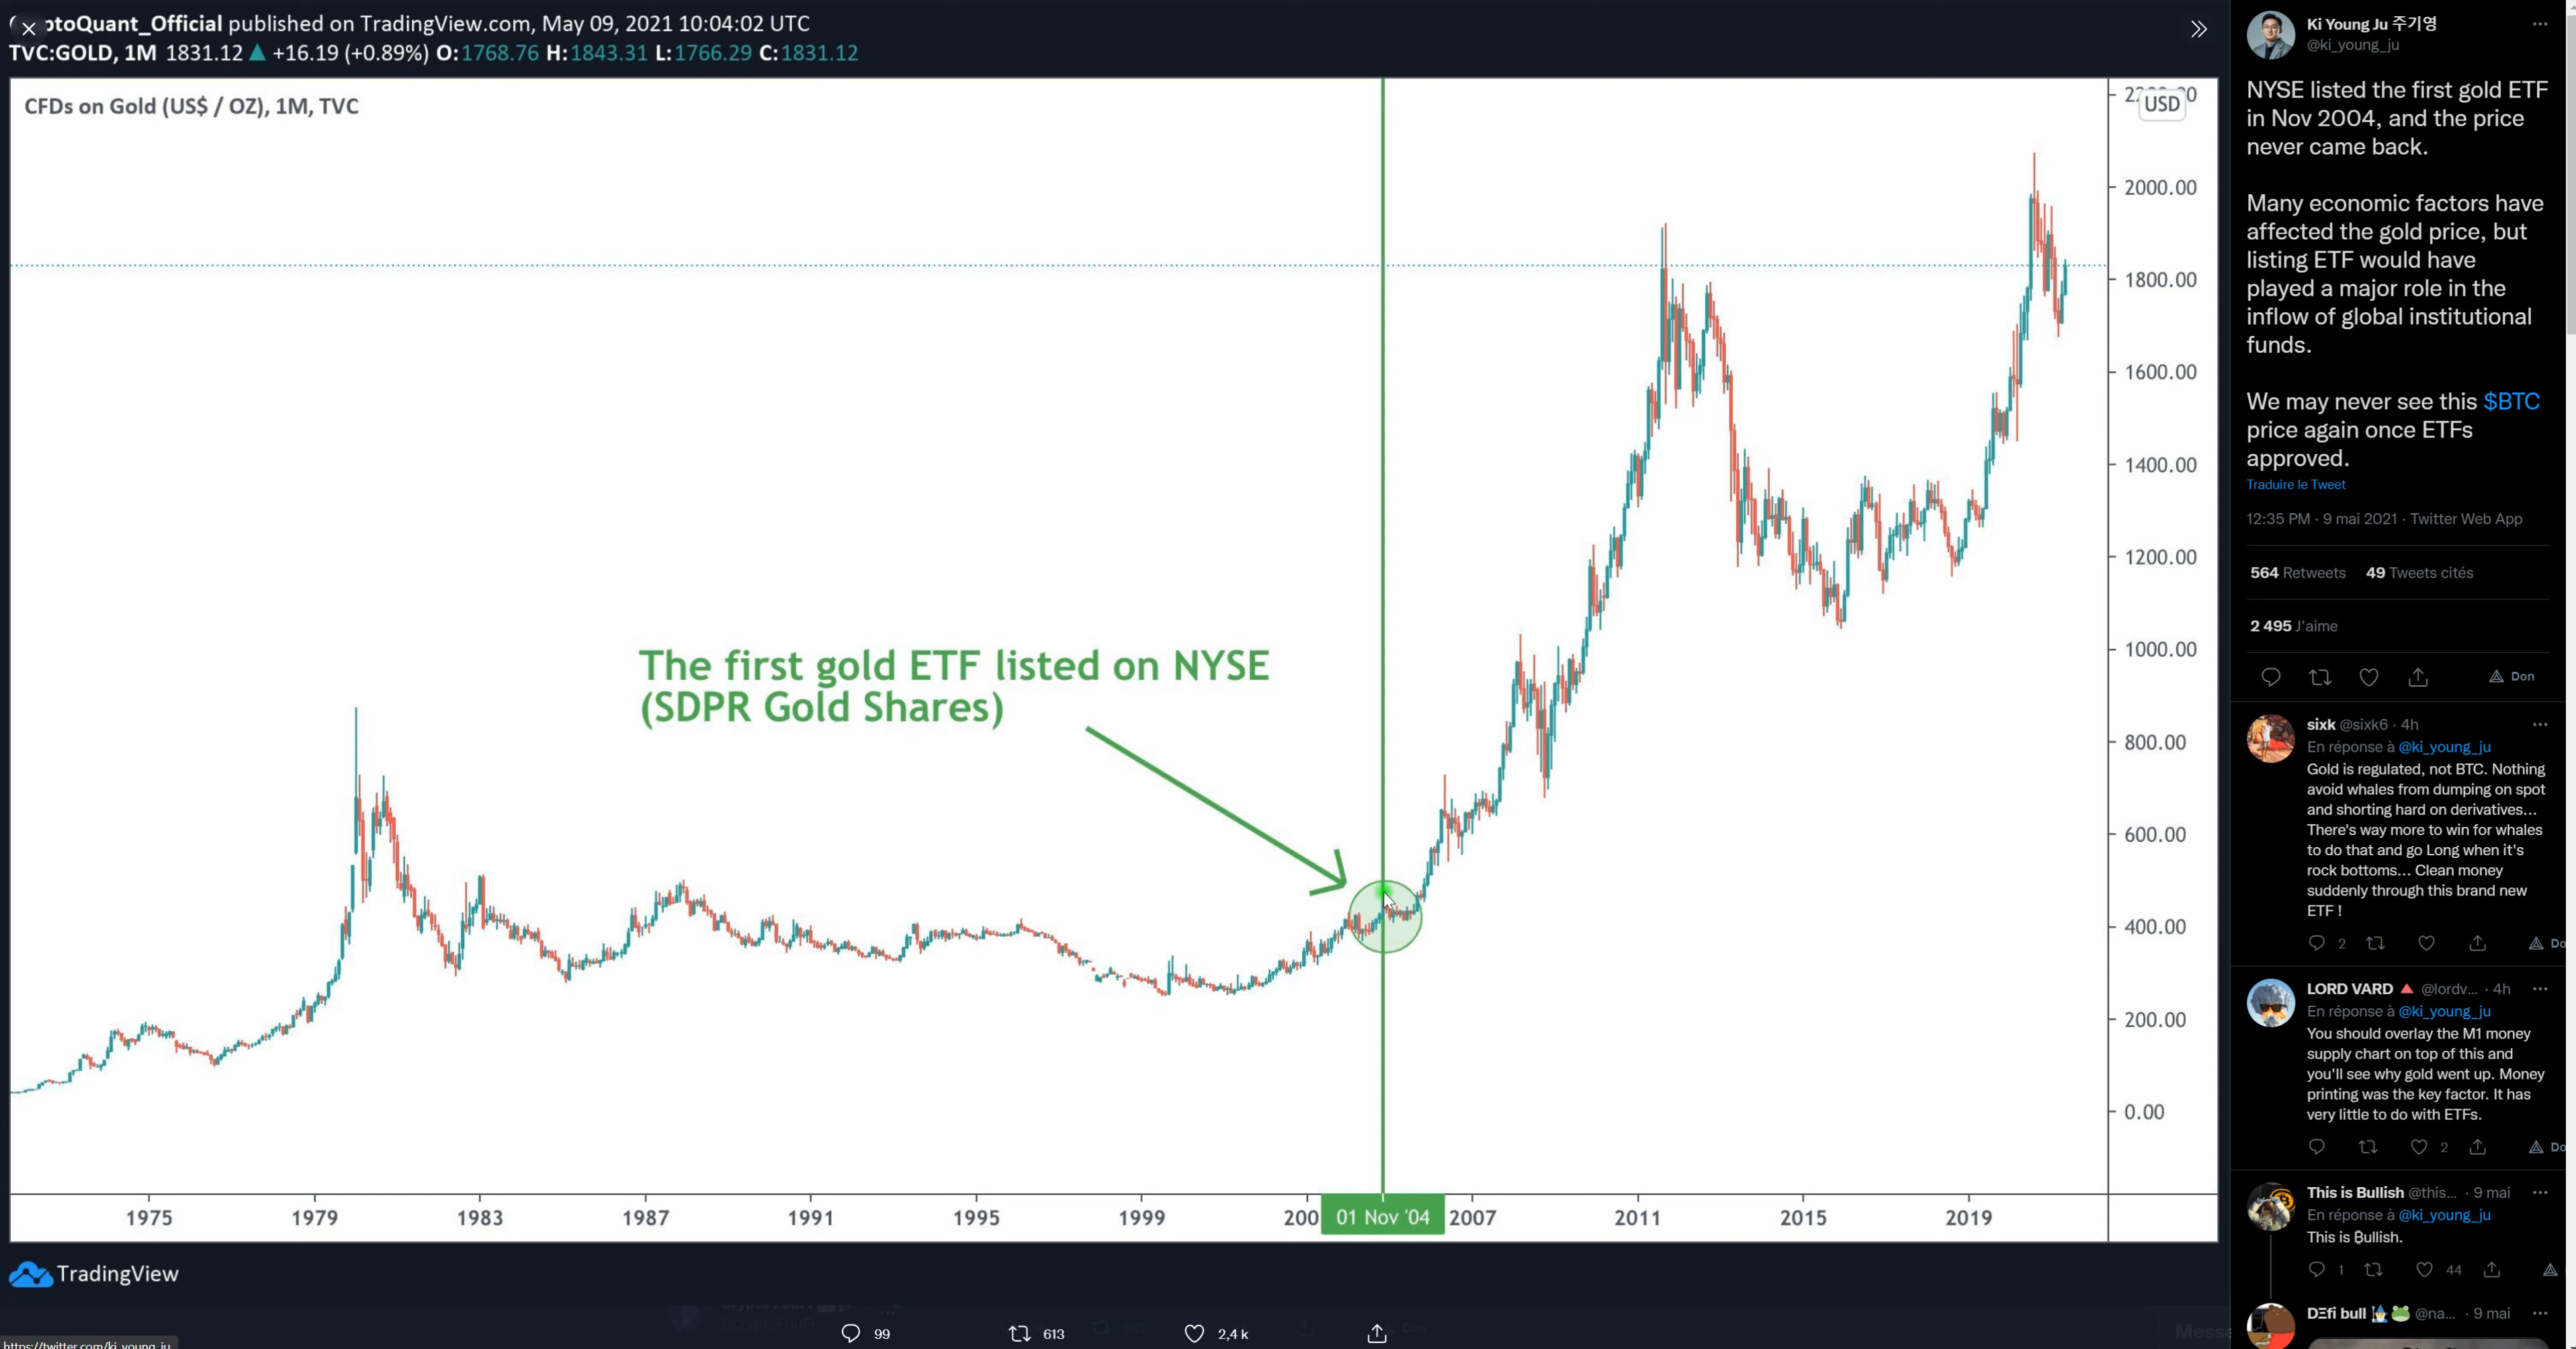 ptoQuant_Official published on TradingView.com, May 09, 2021 10:04:02 UTC
TVC:GOLD, 1M 1831.12 ▲ +16.19 (+0.89%) O:1768.76 H:1843.31 L:1766.29 C:1831.12
CFDs on Gold (US$ / OZ), 1M, TVC
USD
2000.00
1800.00
1600.00
1400.00
1200.00
1000.00
800.00
600.00
400.00
200.00
0.00
The first gold ETF listed on NYSE
(SDPR Gold Shares)
1975 1979 1983 1987 1991 1995 1999 200 01 Nov '04 2007 2011 2015 2019
TradingView
99 613 2,4 k
https://twitter.com/ki_young_ju
Ki Young Ju 주기영
@ki_young_ju
NYSE listed the first gold ETF
in Nov 2004, and the price
never came back.
Many economic factors have
affected the gold price, but
listing ETF would have
played a major role in the
inflow of global institutional
funds.
We may never see this $BTC
price again once ETFs
approved.
Traduire le Tweet
12:35 PM · 9 mai 2021 · Twitter Web App
564 Retweets 49 Tweets cités
2 495 J'aime
Don
sixk @sixk6 · 4h
En réponse à @ki_young_ju
Gold is regulated, not BTC. Nothing
avoid whales from dumping on spot
and shorting hard on derivatives...
There's way more to win for whales
to do that and go Long when it's
rock bottoms... Clean money
suddenly through this brand new
ETF !
2 Do
LORD VARD 🔺 @lordv... · 4h
En réponse à @ki_young_ju
You should overlay the M1 money
supply chart on top of this and
you'll see why gold went up. Money
printing was the key factor. It has
very little to do with ETFs.
2 Do
This is Bullish @this... · 9 mai
En réponse à @ki_young_ju
This is ₿ullish.
1 44
DΞfi bull 🧙‍♂️🐸 @na... · 9 mai